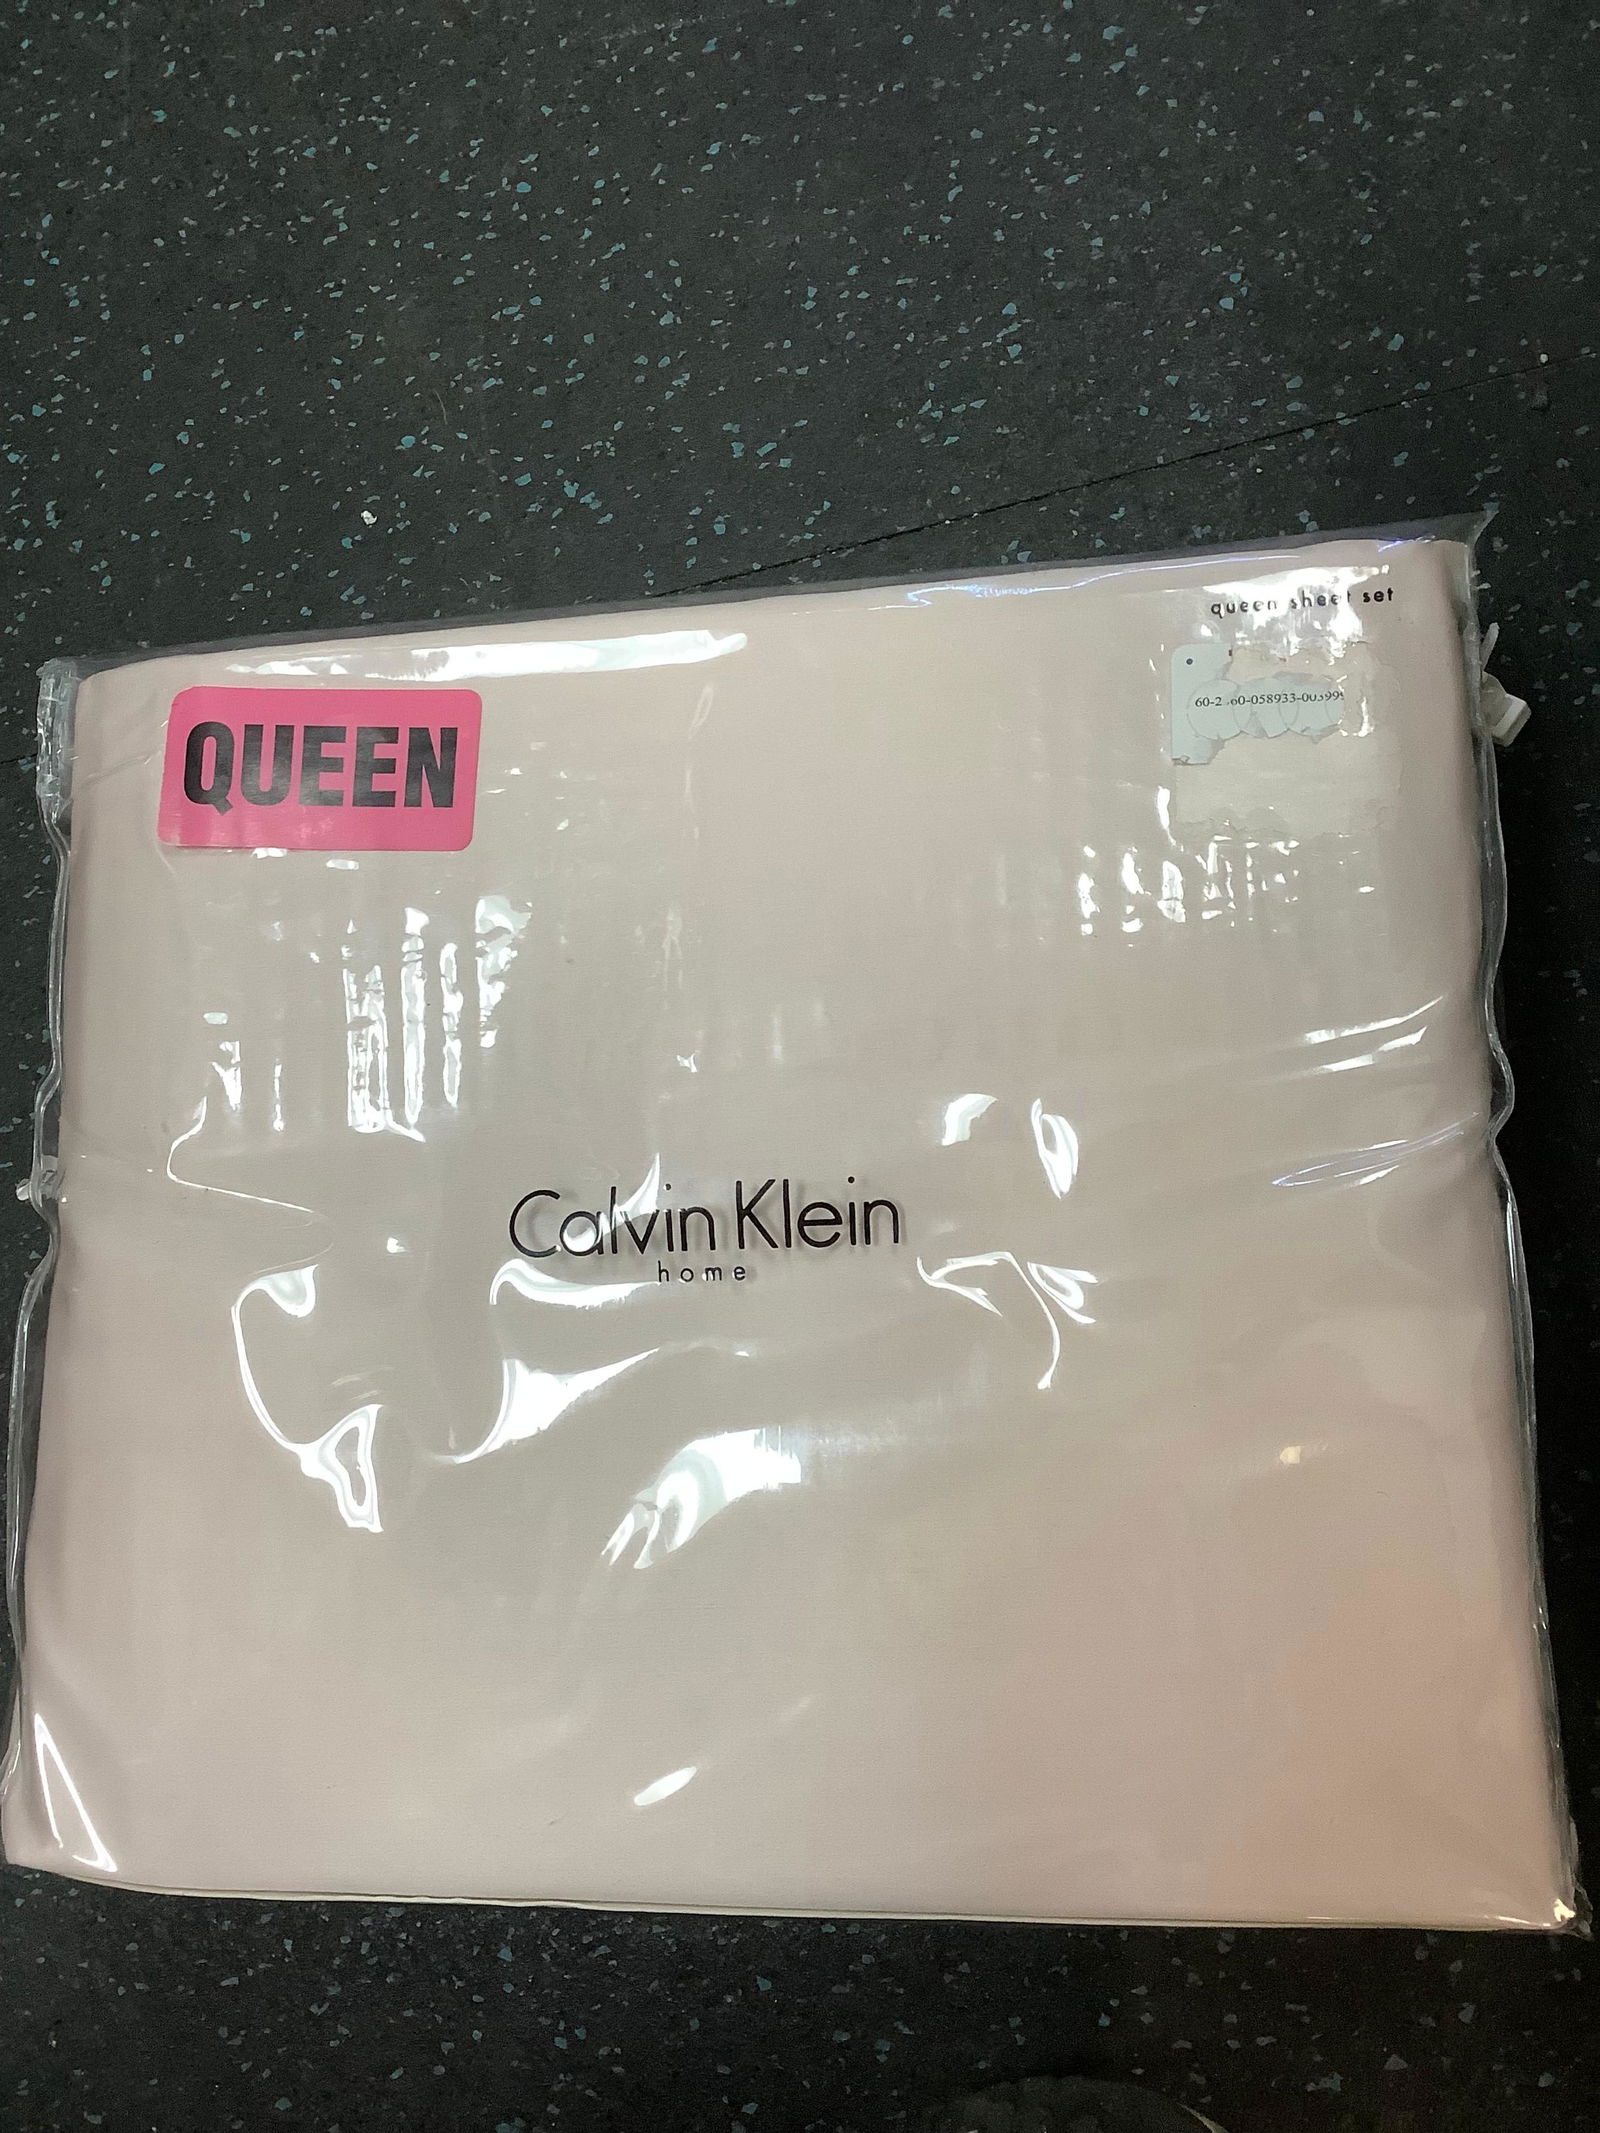 queen sheet set
QUEEN
Calvin Klein
home